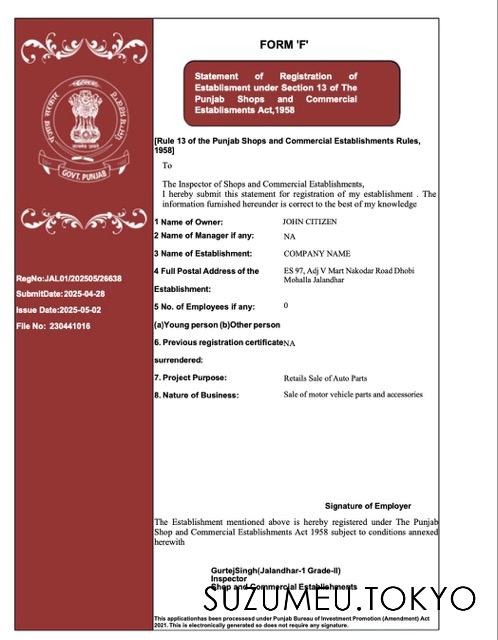 FORM 'F'
Statement of Registration of
Establisment under Section 13 of The
Punjab Shops and Commercial
Establisments Act,1958
GOVT. PUNJAB
[Rule 13 of the Punjab Shops and Commercial Establishments Rules,
1958]
To
The Inspector of Shops and Commercial Establishments,
I hereby submit this statement for registration of my establishment . The
information furnished hereunder is correct to the best of my knowledge
1 Name of Owner: JOHN CITIZEN
2 Name of Manager if any: NA
3 Name of Establishment: COMPANY NAME
4 Full Postal Address of the Establishment: ES 97, Adj V Mart Nakodar Road Dhobi
Mohalla Jalandhar
5 No. of Employees if any: 0
(a)Young person (b)Other person
6. Previous registration certificate surrendered: NA
7. Project Purpose: Retails Sale of Auto Parts
8. Nature of Business: Sale of motor vehicle parts and accessories
RegNo:JAL01/202505/26638
SubmitDate:2025-04-28
Issue Date:2025-05-02
File No: 230441016
Signature of Employer
The Establishment mentioned above is hereby registered under The Punjab
Shop and Commercial Establishments Act 1958 subject to conditions annexed
herewith
GurtejSingh(Jalandhar-1 Grade-II)
Inspector
Shop and Commercial Establishments
SUZUMEU.TOKYO
This applicationhas been processesd under Punjab Bureau of Investment Promotion (Amendment) Act
2021. This is electronically generated so does not require any signature.